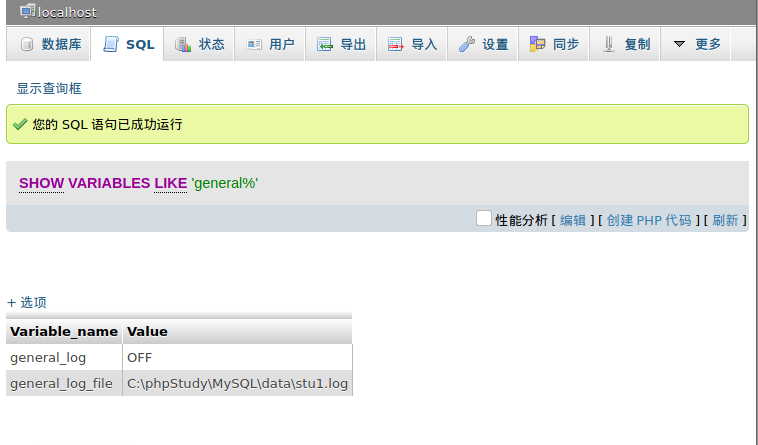 localhost
数据库 SQL 状态 用户 导出 导入 设置 同步 复制 更多
显示查询框
您的 SQL 语句已成功运行
SHOW VARIABLES LIKE 'general%'
性能分析 [ 编辑 ] [ 创建 PHP 代码 ] [ 刷新 ]
+ 选项
Variable_name Value
general_log OFF
general_log_file C:\phpStudy\MySQL\data\stu1.log